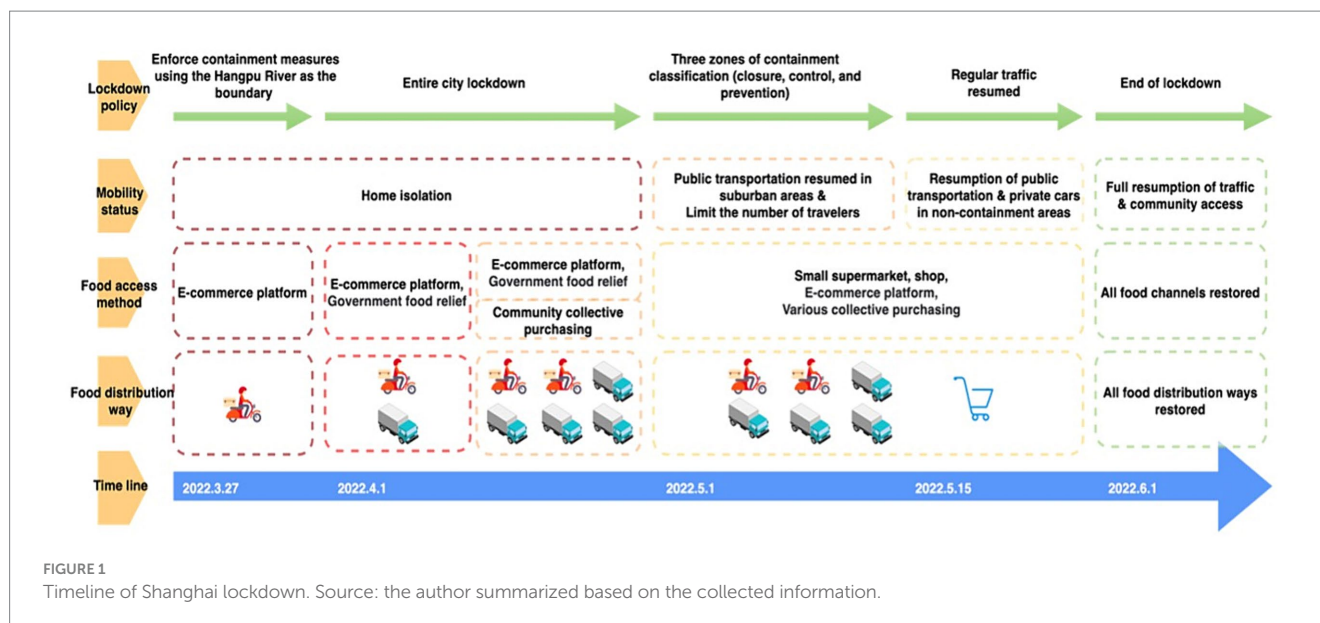 Enforce containment measures
using the Hangpu River as the
boundary
Entire city lockdown
Three zones of containment
classification (closure, control, and
prevention)
Regular traffic
resumed
End of lockdown
Lockdown
policy
Mobility
status
Home isolation
Public transportation resumed in
suburban areas &
Limit the number of travelers
Resumption of public
transportation & private cars
in non-containment areas
Full resumption of traffic
& community access
Food access
method
E-commerce platform
E-commerce platform,
Government food relief
E-commerce platform,
Government food relief
Community collective
purchasing
Small supermarket, shop,
E-commerce platform,
Various collective purchasing
All food channels restored
Food distribution
way
All food distribution ways
restored
Time line
2022.3.27
2022.4.1
2022.5.1
2022.5.15
2022.6.1
FIGURE 1
Timeline of Shanghai lockdown. Source: the author summarized based on the collected information.